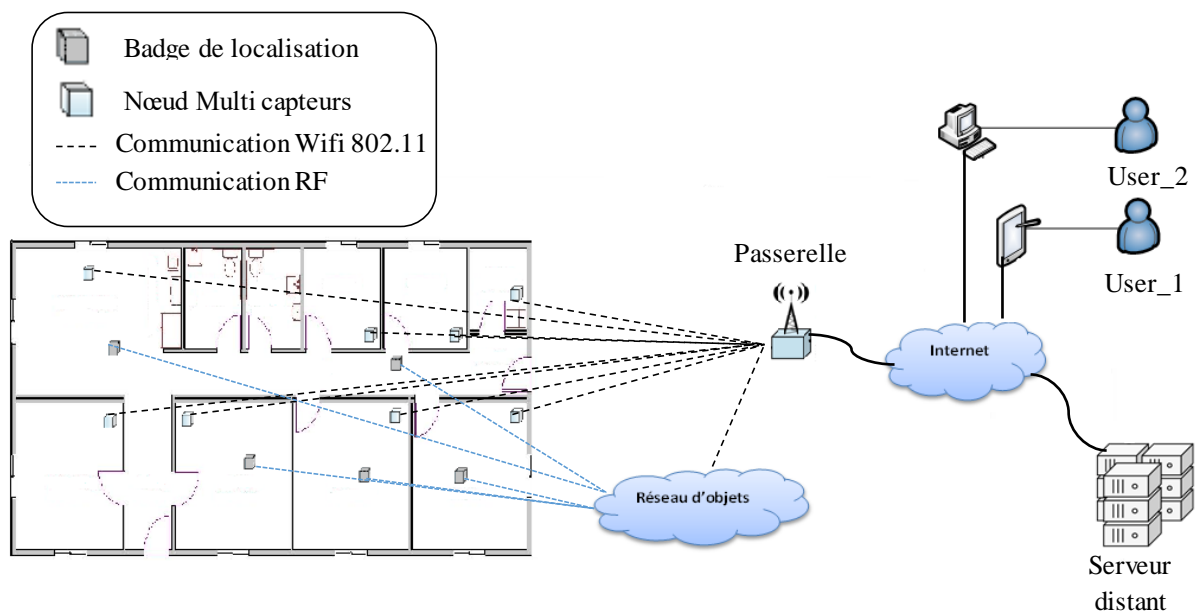 Badge de localisation
Nœud Multi capteurs
Communication Wifi 802.11
Communication RF
User_2
User_1
Passerelle
Internet
Réseau d'objets
Serveur
distant